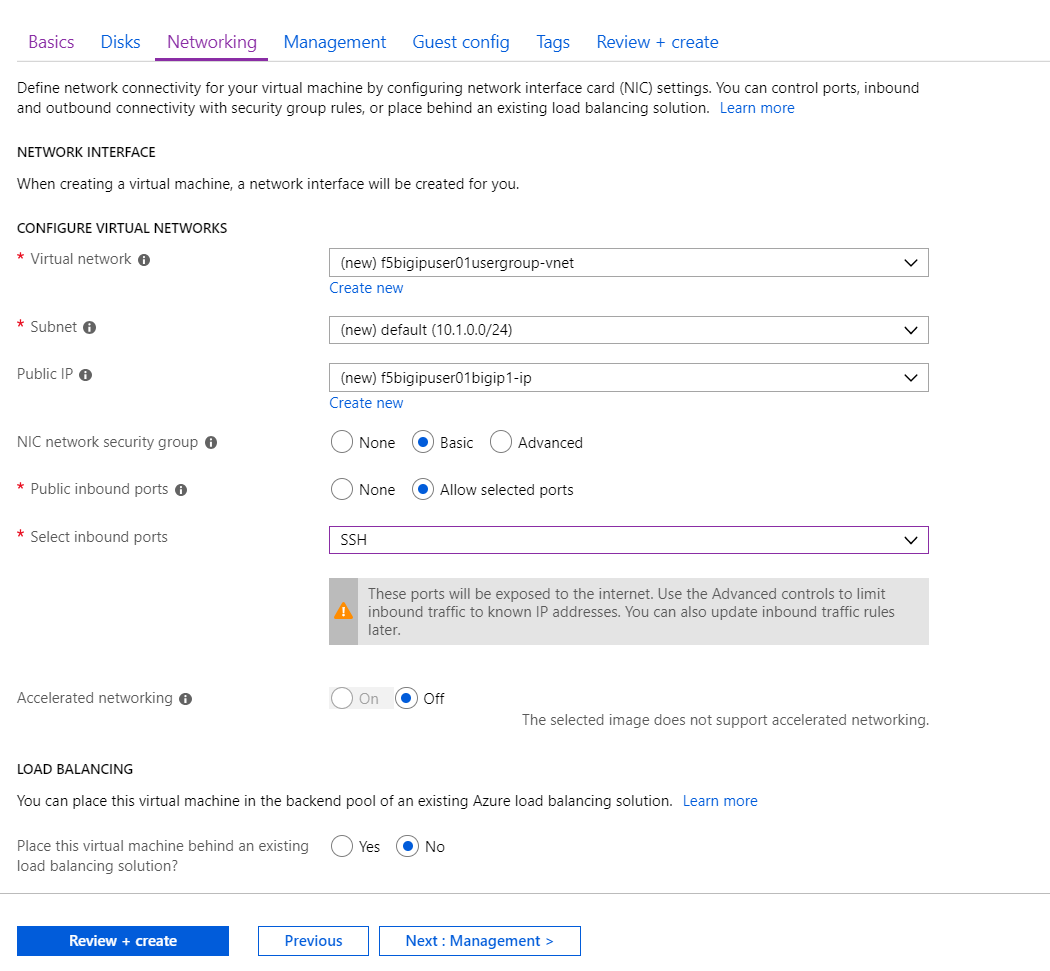 Basics Disks Networking Management Guest config Tags Review + create
Define network connectivity for your virtual machine by configuring network interface card (NIC) settings. You can control ports, inbound
and outbound connectivity with security group rules, or place behind an existing load balancing solution. Learn more
NETWORK INTERFACE
When creating a virtual machine, a network interface will be created for you.
CONFIGURE VIRTUAL NETWORKS
* Virtual network
(new) f5bigipuser01usergroup-vnet
Create new
* Subnet
(new) default (10.1.0.0/24)
Public IP
(new) f5bigipuser01bigip1-ip
Create new
NIC network security group
None Basic Advanced
* Public inbound ports
None Allow selected ports
* Select inbound ports
SSH
These ports will be exposed to the internet. Use the Advanced controls to limit
inbound traffic to known IP addresses. You can also update inbound traffic rules
later.
Accelerated networking
On Off
The selected image does not support accelerated networking.
LOAD BALANCING
You can place this virtual machine in the backend pool of an existing Azure load balancing solution. Learn more
Place this virtual machine behind an existing
load balancing solution?
Yes No
Review + create Previous Next : Management >